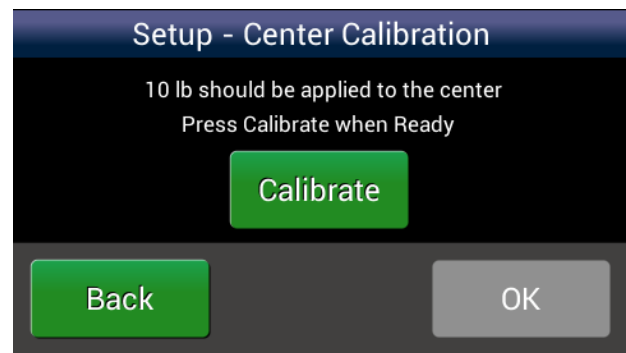 Setup - Center Calibration
10 lb should be applied to the center
Press Calibrate when Ready
Calibrate
Back
OK